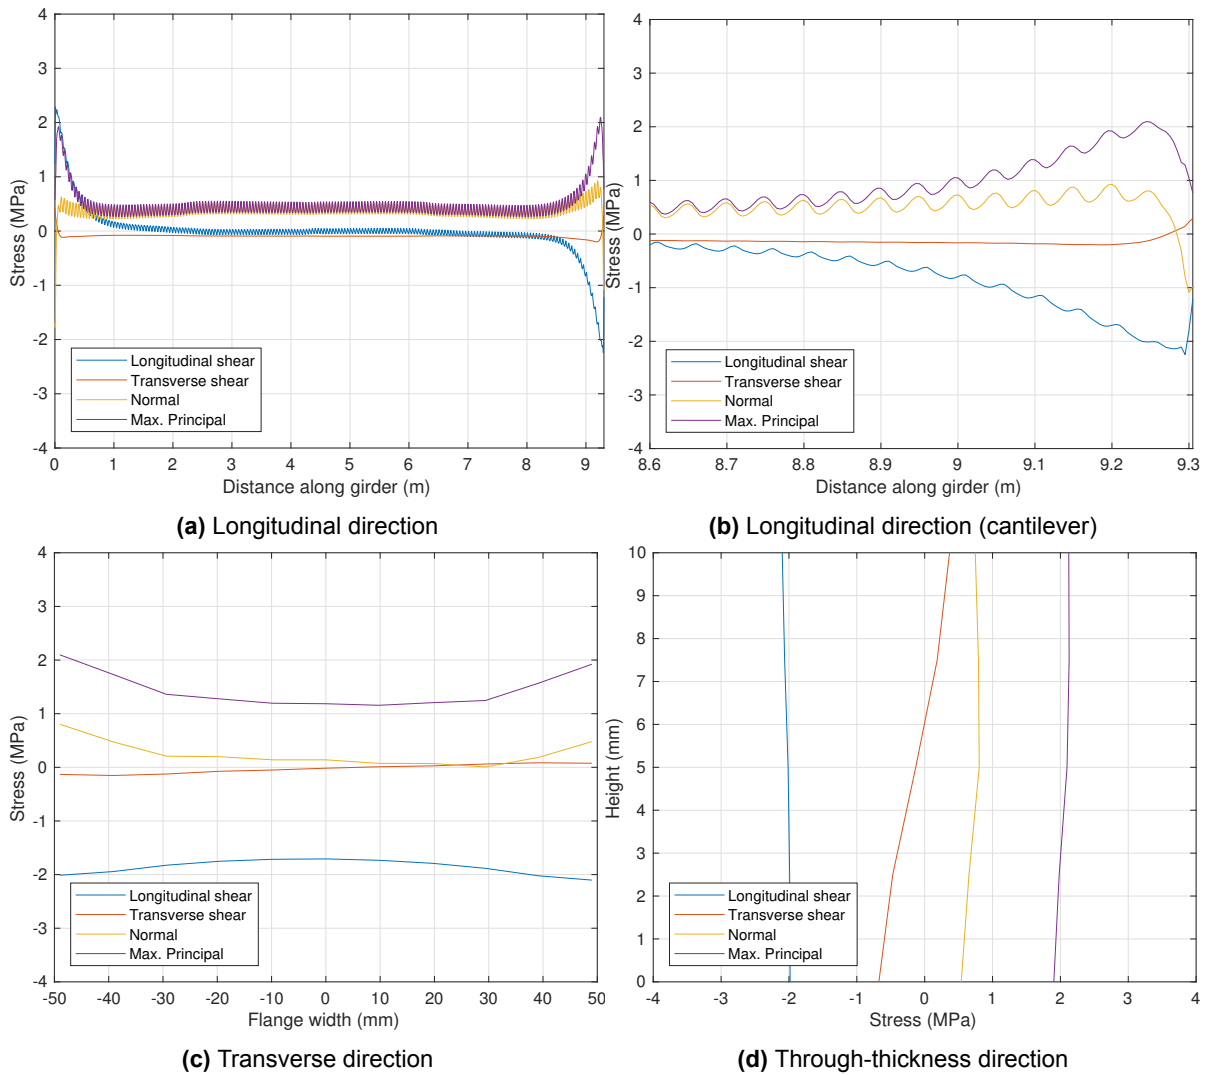 4
3
2
1
0
-1
-2
-3
-4
Stress (MPa)
Longitudinal shear
Transverse shear
Normal
Max. Principal
0 1 2 3 4 5 6 7 8 9
Distance along girder (m)
(a) Longitudinal direction
4
3
2
1
0
-1
-2
-3
-4
Stress (MPa)
Longitudinal shear
Transverse shear
Normal
Max. Principal
8.6 8.7 8.8 8.9 9 9.1 9.2 9.3
Distance along girder (m)
(b) Longitudinal direction (cantilever)
4
3
2
1
0
-1
-2
-3
-4
Stress (MPa)
Longitudinal shear
Transverse shear
Normal
Max. Principal
-50 -40 -30 -20 -10 0 10 20 30 40 50
Flange width (mm)
(c) Transverse direction
10
9
8
7
6
5
4
3
2
1
0
Height (mm)
Longitudinal shear
Transverse shear
Normal
Max. Principal
-4 -3 -2 -1 0 1 2 3 4
Stress (MPa)
(d) Through-thickness direction